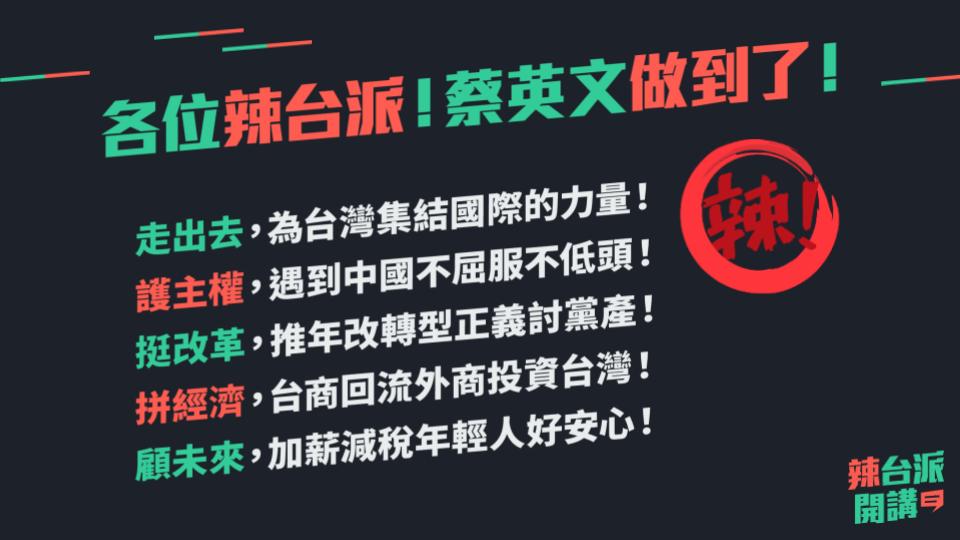 各位辣台派!蔡英文做到了!
走出去,為台灣集結國際的力量!
護主權,遇到中國不屈服不低頭!
挺改革,推年改轉型正義討黨產!
拼經濟,台商回流外商投資台灣!
顧未來,加薪減稅年輕人好安心!
辣!
辣台派
開講